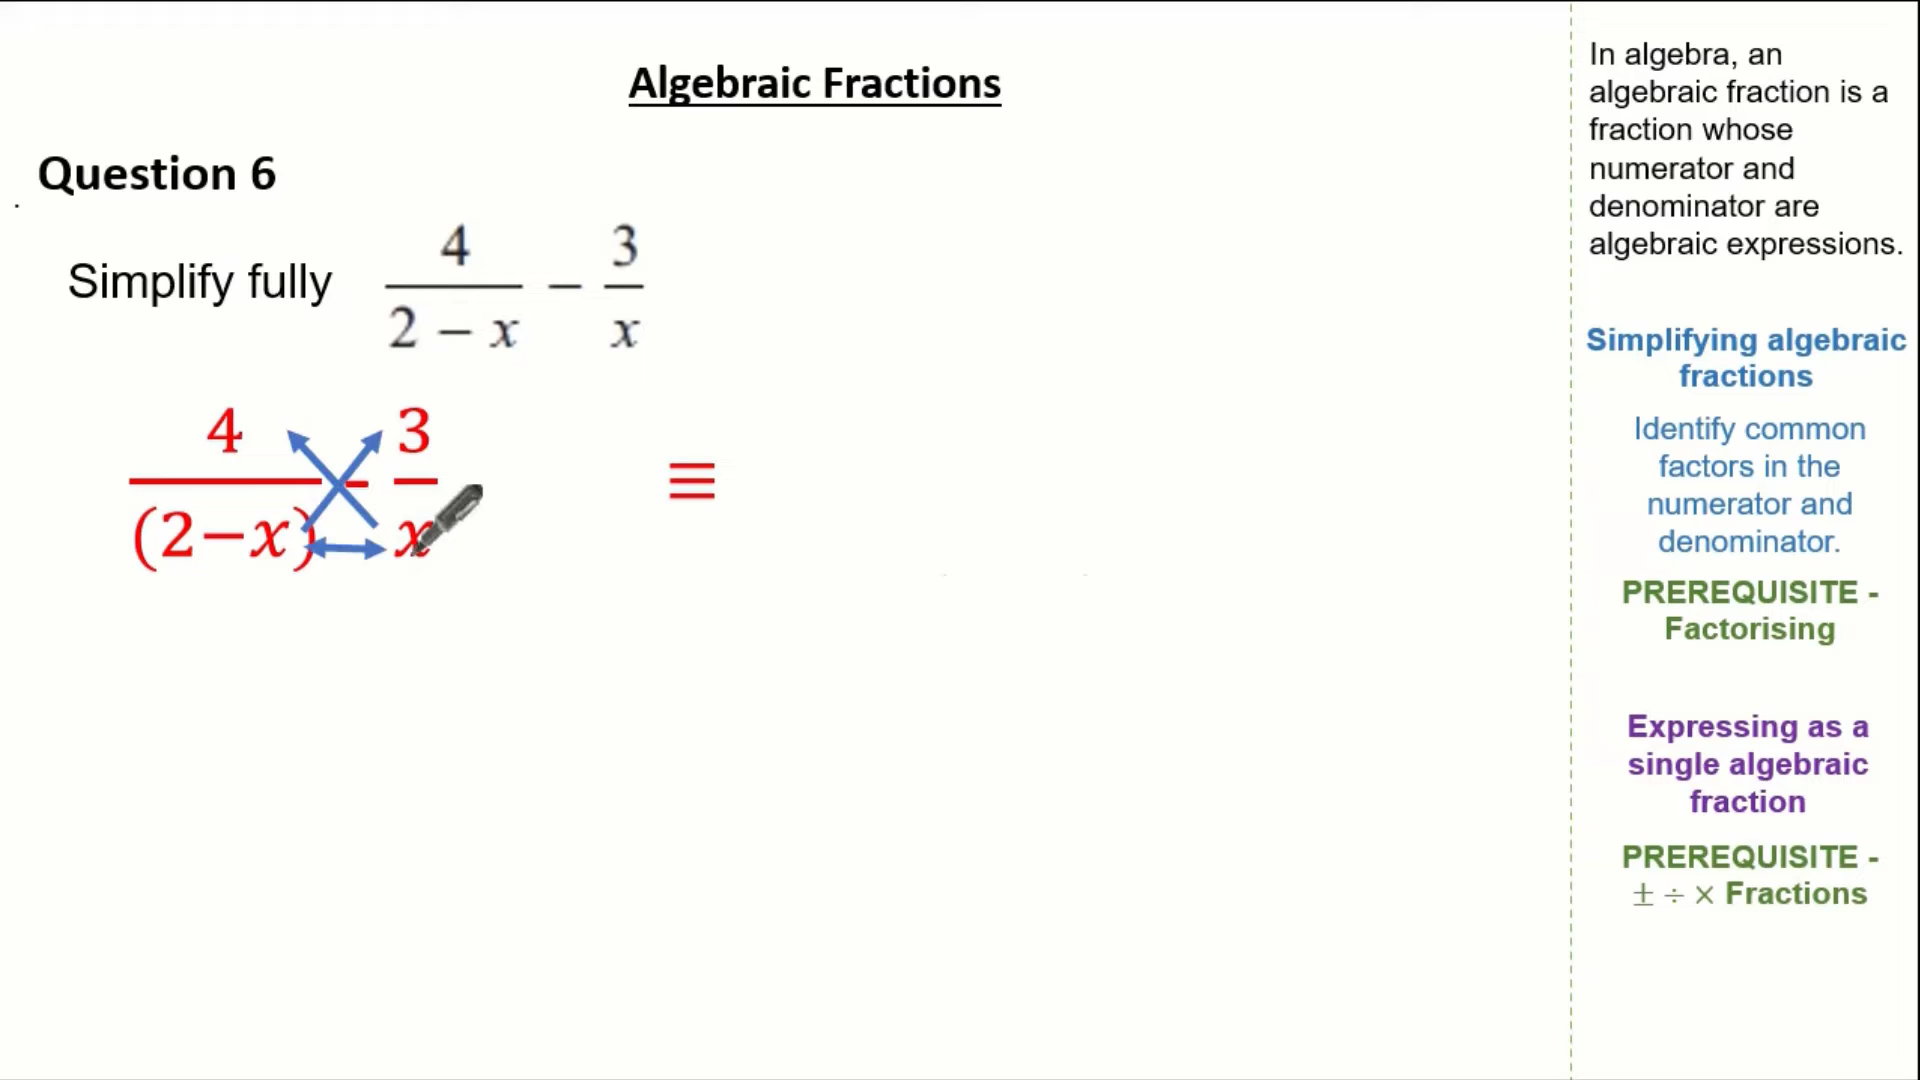 Algebraic Fractions
Question 6
.
Simplify fully 4/(2 − x) − 3/x
4/(2−x) - 3/x ≡
In algebra, an
algebraic fraction is a
fraction whose
numerator and
denominator are
algebraic expressions.
Simplifying algebraic
fractions
Identify common
factors in the
numerator and
denominator.
PREREQUISITE -
Factorising
Expressing as a
single algebraic
fraction
PREREQUISITE -
± ÷ × Fractions